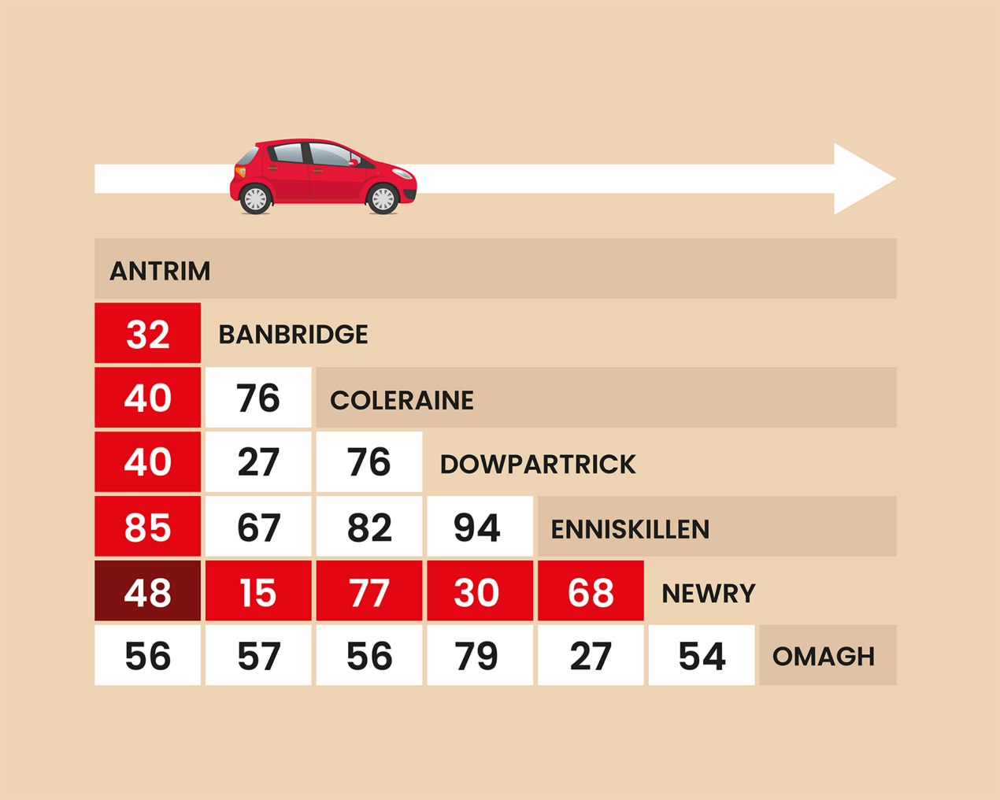 ANTRIM
32 BANBRIDGE
40 76 COLERAINE
40 27 76 DOWPARTRICK
85 67 82 94 ENNISKILLEN
48 15 77 30 68 NEWRY
56 57 56 79 27 54 OMAGH